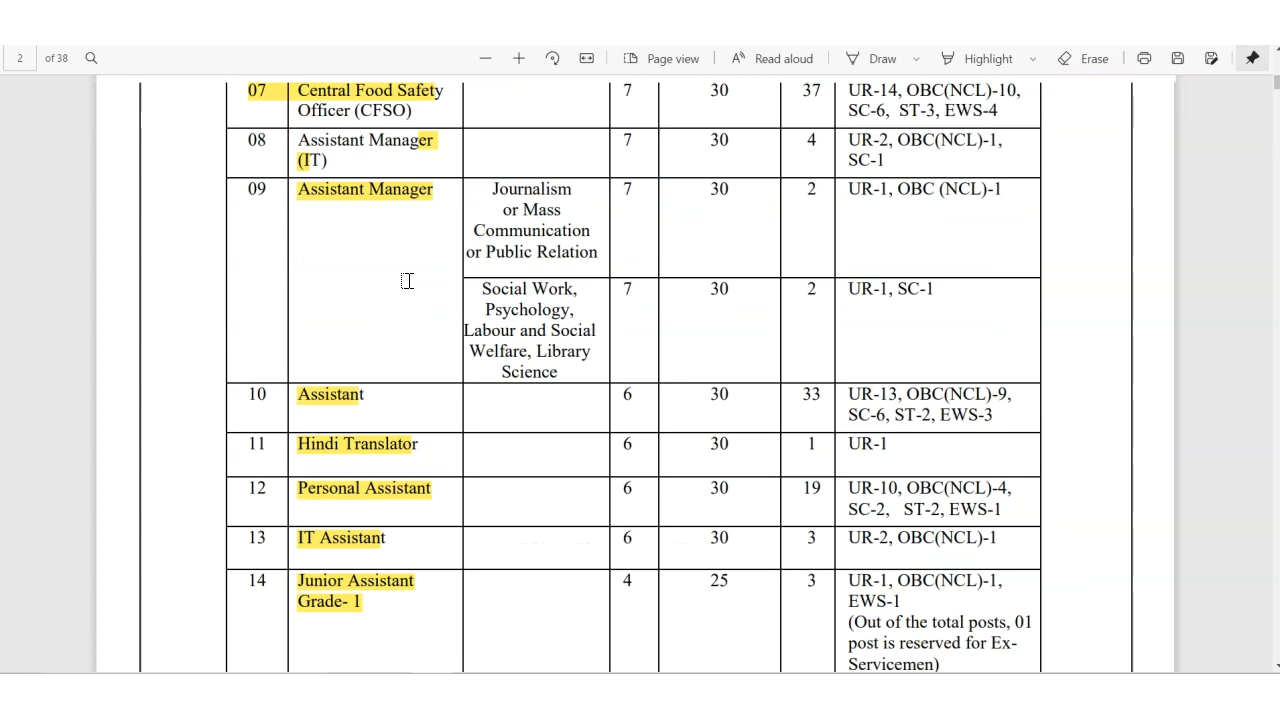 2 of 38 Page view Read aloud Draw Highlight Erase
07 Central Food Safety 7 30 37 UR-14, OBC(NCL)-10,
Officer (CFSO) SC-6, ST-3, EWS-4
08 Assistant Manager 7 30 4 UR-2, OBC(NCL)-1,
(IT) SC-1
09 Assistant Manager Journalism 7 30 2 UR-1, OBC (NCL)-1
or Mass
Communication
or Public Relation
Social Work, 7 30 2 UR-1, SC-1
Psychology,
Labour and Social
Welfare, Library
Science
10 Assistant 6 30 33 UR-13, OBC(NCL)-9,
SC-6, ST-2, EWS-3
11 Hindi Translator 6 30 1 UR-1
12 Personal Assistant 6 30 19 UR-10, OBC(NCL)-4,
SC-2, ST-2, EWS-1
13 IT Assistant 6 30 3 UR-2, OBC(NCL)-1
14 Junior Assistant 4 25 3 UR-1, OBC(NCL)-1,
Grade- 1 EWS-1
(Out of the total posts, 01
post is reserved for Ex-
Servicemen)